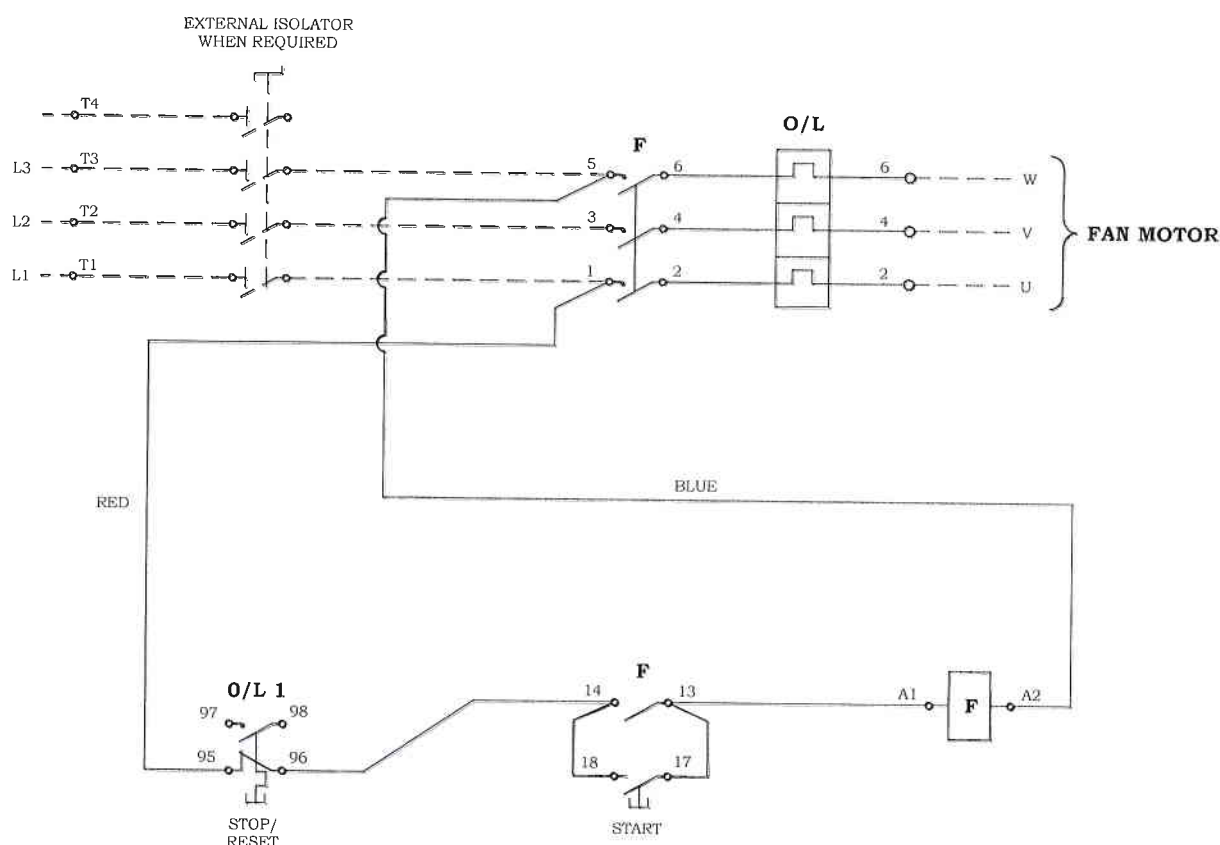 EXTERNAL ISOLATOR
WHEN REQUIRED
T4
L3 T3
L2 T2
L1 T1
F
O/L
5 6 6 W
3 4 4 V
1 2 2 U
FAN MOTOR
RED
BLUE
O/L 1
97 98
95 96
STOP/
RESET
F
14 13
18 17
START
A1 F A2